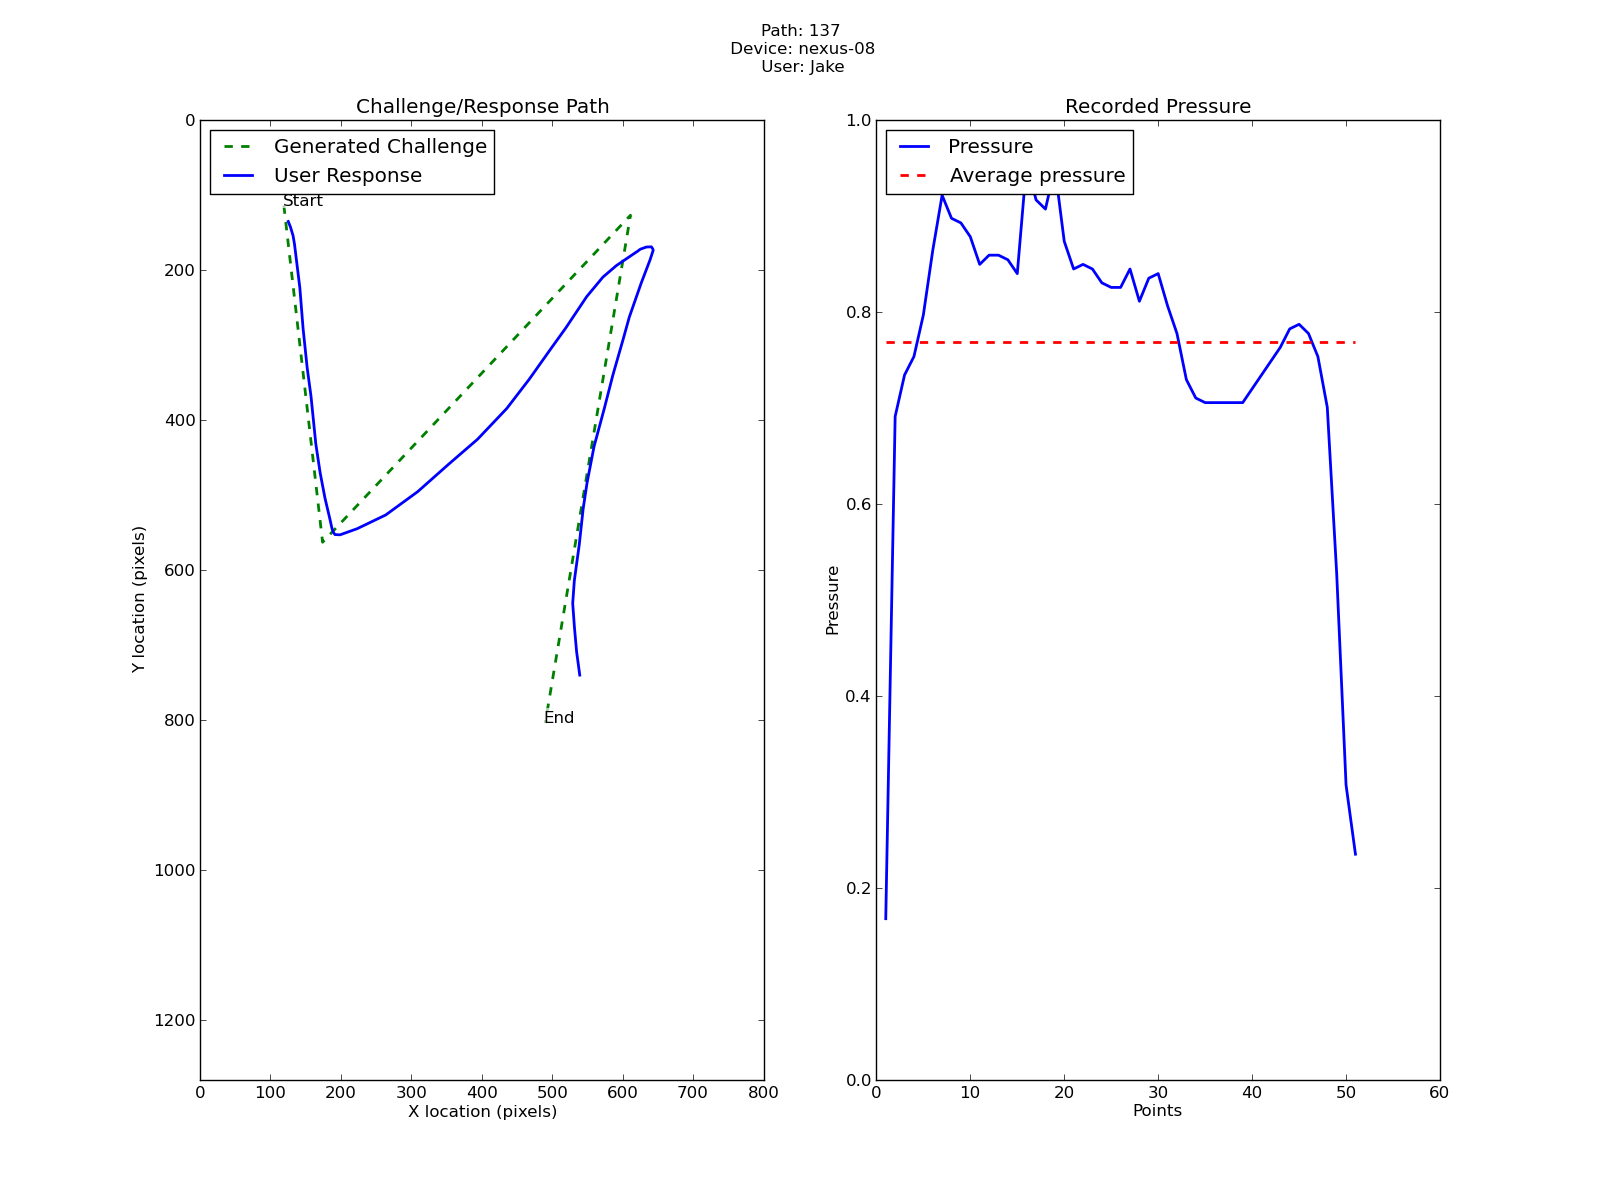 Path: 137
Device: nexus-08
User: Jake
Challenge/Response Path
Generated Challenge
User Response
Start
End
0
200
400
600
800
1000
1200
Y location (pixels)
0 100 200 300 400 500 600 700 800
X location (pixels)
Recorded Pressure
Pressure
Average pressure
1.0
0.8
0.6
0.4
0.2
0.0
Pressure
0 10 20 30 40 50 60
Points